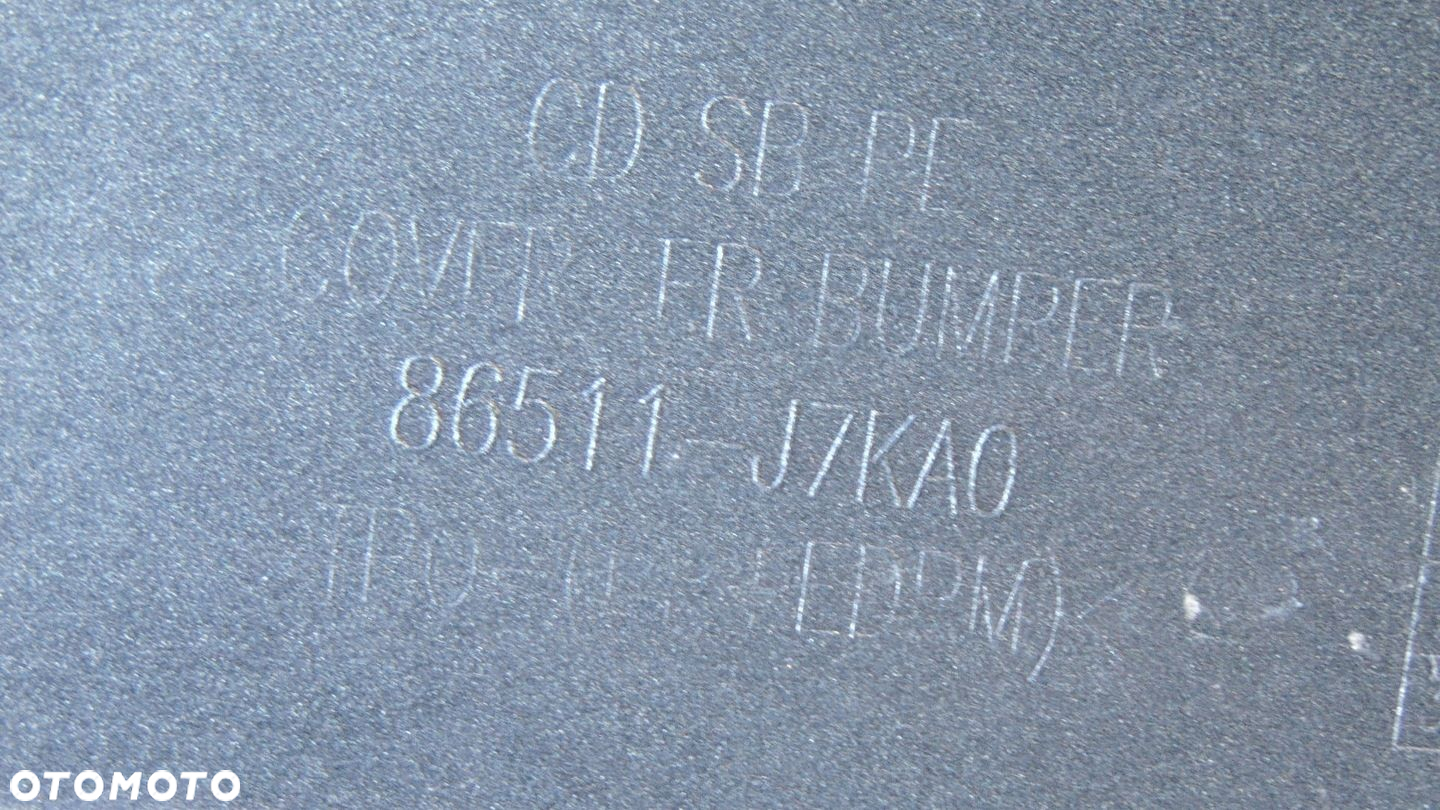 CD SB PE
COVER FR BUMPER
86511-J7KA0
OTOMOTO